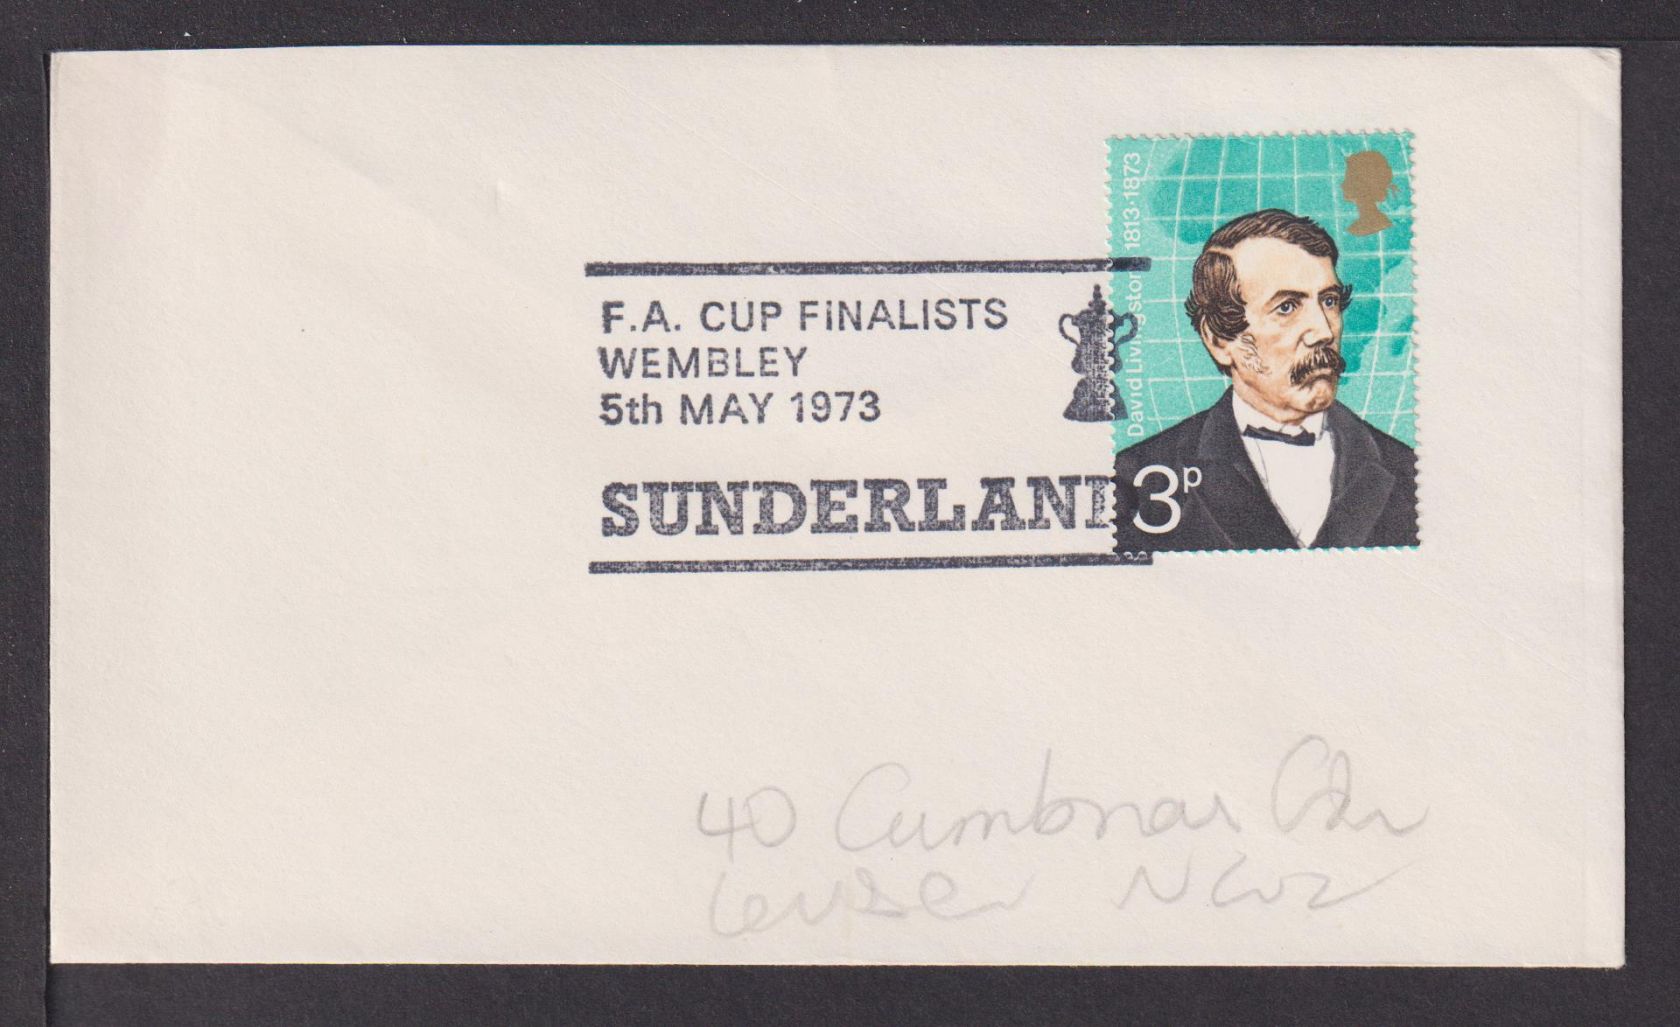 F.A. CUP FINALISTS
WEMBLEY
5th MAY 1973
SUNDERLAND
David Livingstone 1813·1873
3p
40